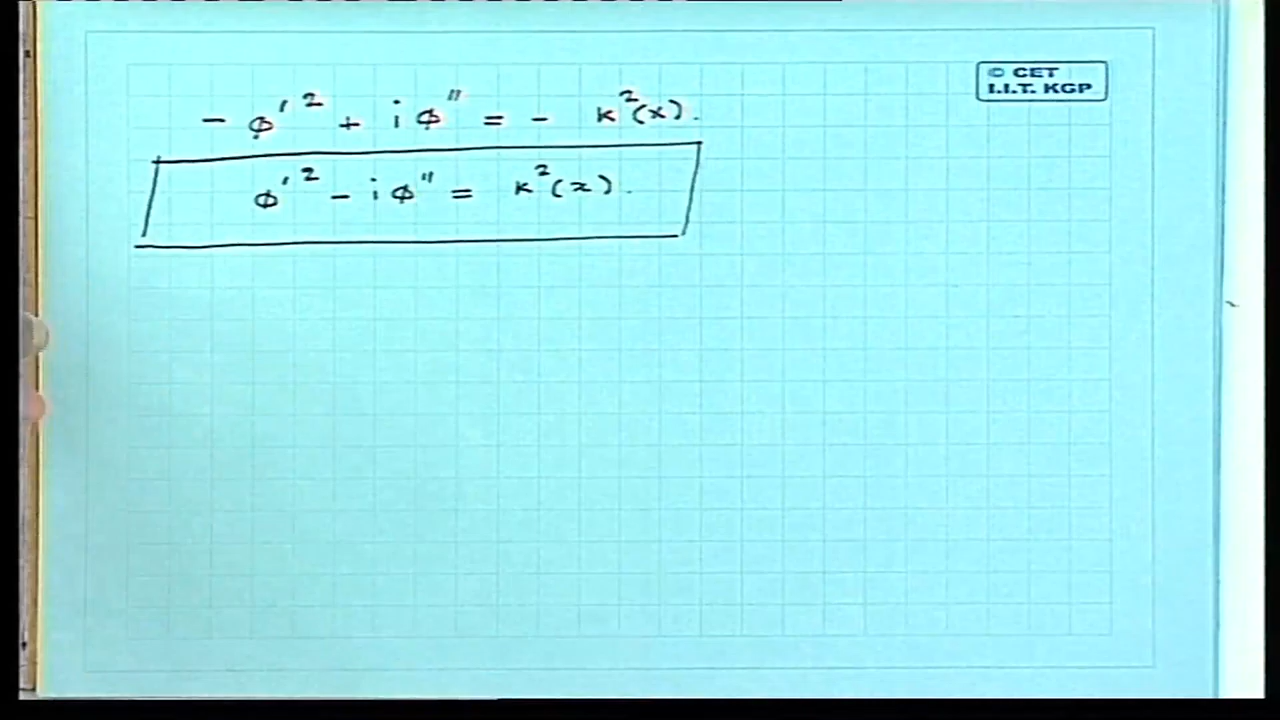 © CET
I.I.T. KGP
- φ'² + i φ" = - k²(x).
φ'² - i φ" = k²(x).